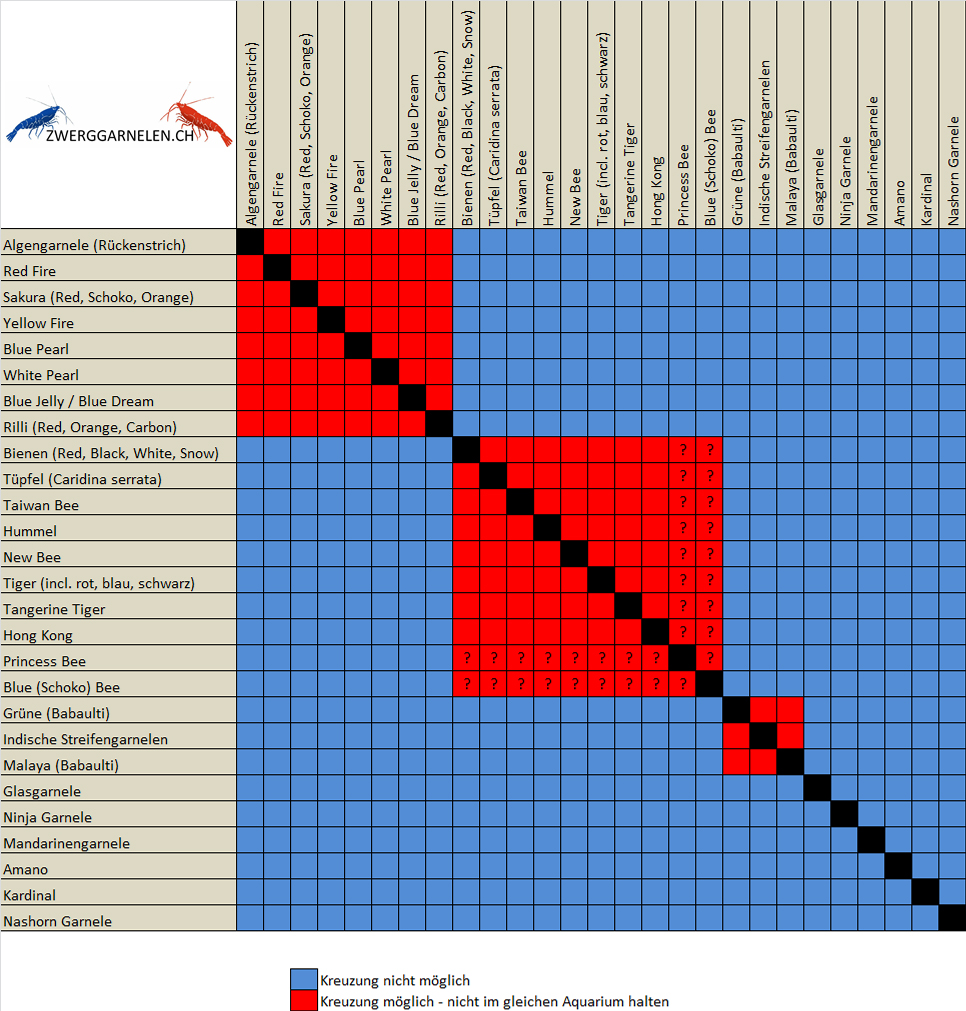 ZWERGGARNELEN.CH
Algengarnele (Rückenstrich)
Red Fire
Sakura (Red, Schoko, Orange)
Yellow Fire
Blue Pearl
White Pearl
Blue Jelly / Blue Dream
Rilli (Red, Orange, Carbon)
Bienen (Red, Black, White, Snow)
Tüpfel (Caridina serrata)
Taiwan Bee
Hummel
New Bee
Tiger (incl. rot, blau, schwarz)
Tangerine Tiger
Hong Kong
Princess Bee
Blue (Schoko) Bee
Grüne (Babaulti)
Indische Streifengarnelen
Malaya (Babaulti)
Glasgarnele
Ninja Garnele
Mandarinengarnele
Amano
Kardinal
Nashorn Garnele
Algengarnele (Rückenstrich)
Red Fire
Sakura (Red, Schoko, Orange)
Yellow Fire
Blue Pearl
White Pearl
Blue Jelly / Blue Dream
Rilli (Red, Orange, Carbon)
Bienen (Red, Black, White, Snow) ? ?
Tüpfel (Caridina serrata) ? ?
Taiwan Bee ? ?
Hummel ? ?
New Bee ? ?
Tiger (incl. rot, blau, schwarz) ? ?
Tangerine Tiger ? ?
Hong Kong ? ?
Princess Bee ? ? ? ? ? ? ? ? ?
Blue (Schoko) Bee ? ? ? ? ? ? ? ? ?
Grüne (Babaulti)
Indische Streifengarnelen
Malaya (Babaulti)
Glasgarnele
Ninja Garnele
Mandarinengarnele
Amano
Kardinal
Nashorn Garnele
Kreuzung nicht möglich
Kreuzung möglich - nicht im gleichen Aquarium halten